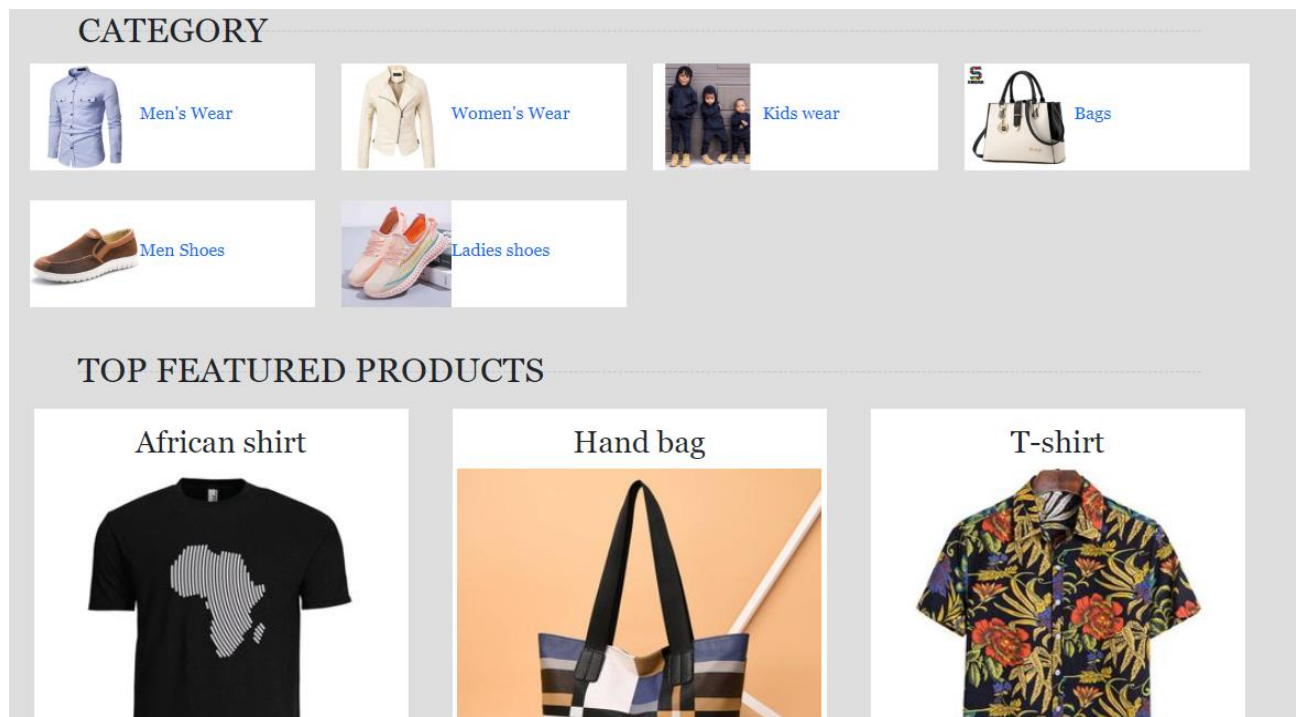 CATEGORY
Men's Wear
Women's Wear
Kids wear
Bags
Men Shoes
Ladies shoes
TOP FEATURED PRODUCTS
African shirt
Hand bag
T-shirt